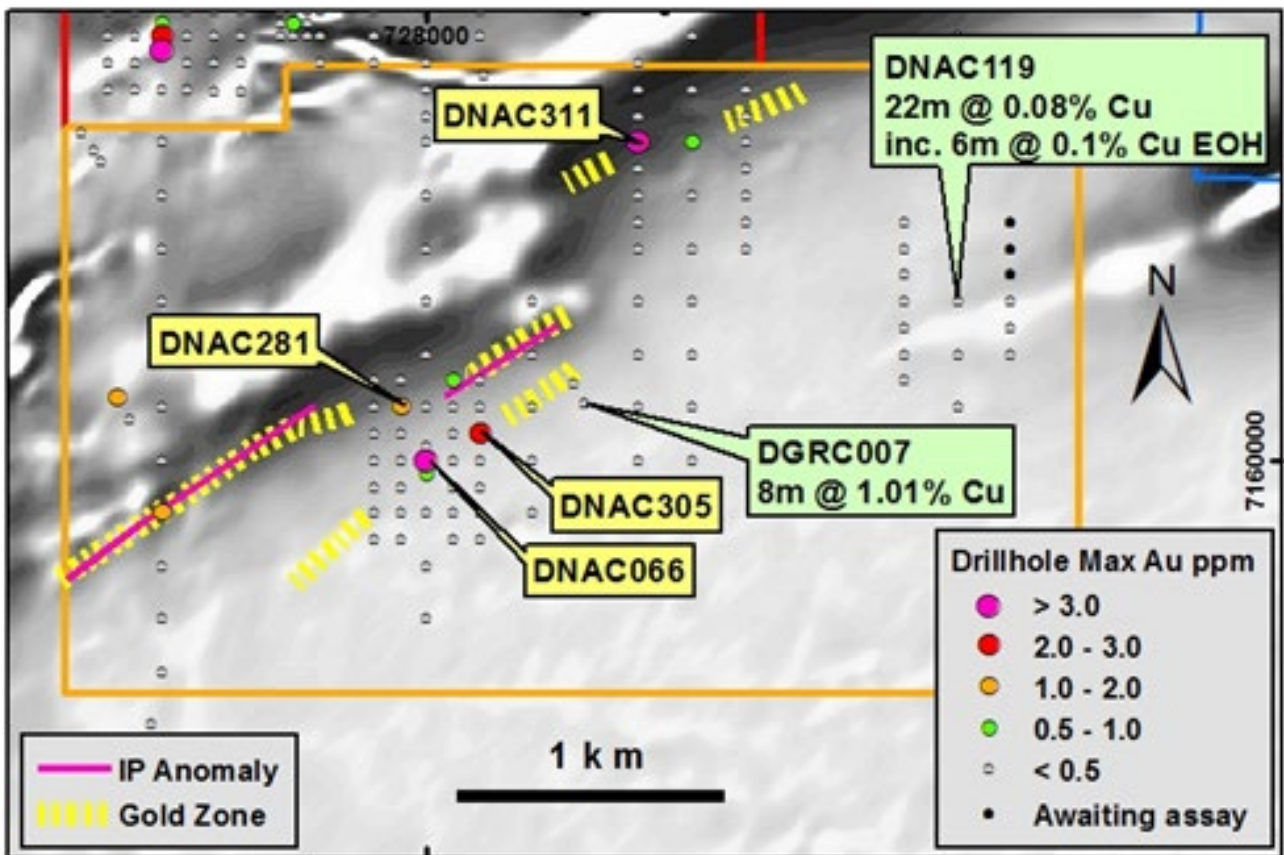 728000
DNAC119
22m @ 0.08% Cu
inc. 6m @ 0.1% Cu EOH
DNAC311
N
DNAC281
DGRC007
8m @ 1.01% Cu
7160000
DNAC305
DNAC066
Drillhole Max Au ppm
> 3.0
2.0 - 3.0
1.0 - 2.0
0.5 - 1.0
< 0.5
Awaiting assay
IP Anomaly
Gold Zone
1 km